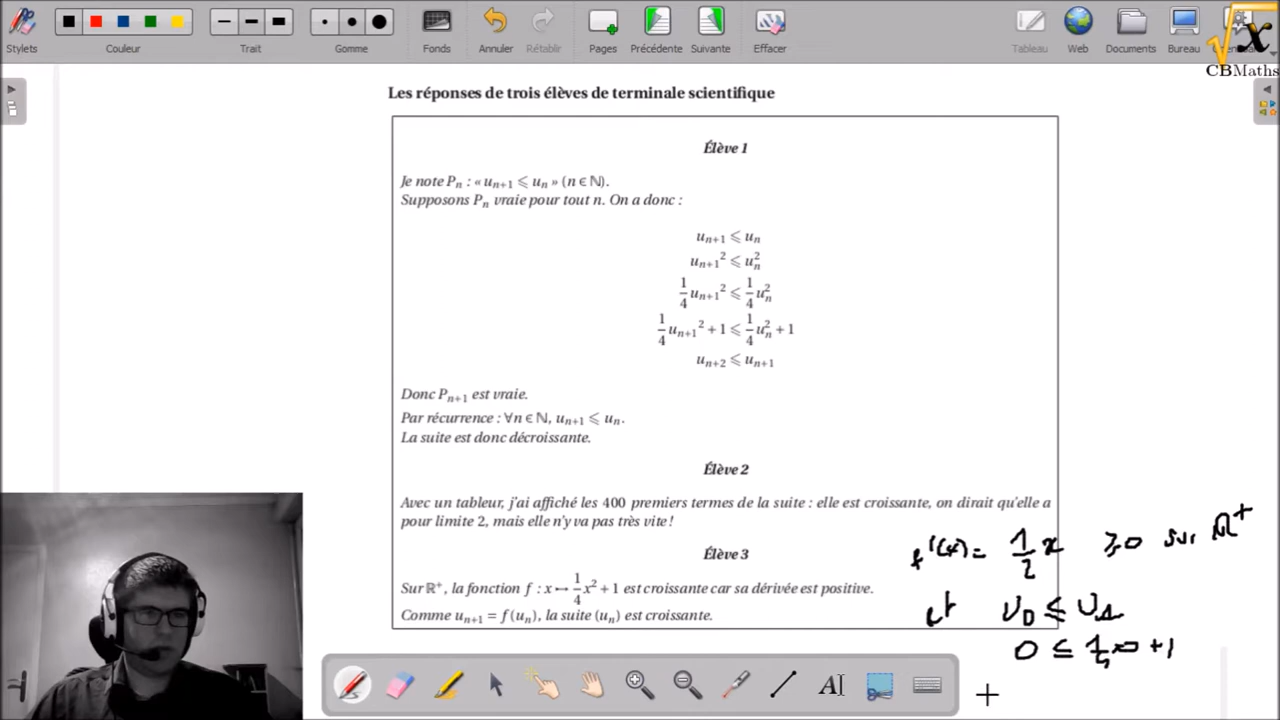 Stylets Couleur Trait Gomme Fonds Annuler Rétablir Pages Précédente Suivante Effacer Tableau Web Documents Bureau
CBMaths
Les réponses de trois élèves de terminale scientifique
Élève 1
Je note Pₙ : « uₙ₊₁ ⩽ uₙ » (n ∈ ℕ).
Supposons Pₙ vraie pour tout n. On a donc :
uₙ₊₁ ⩽ uₙ
uₙ₊₁² ⩽ uₙ²
1/4 uₙ₊₁² ⩽ 1/4 uₙ²
1/4 uₙ₊₁² + 1 ⩽ 1/4 uₙ² + 1
uₙ₊₂ ⩽ uₙ₊₁
Donc Pₙ₊₁ est vraie.
Par récurrence : ∀n ∈ ℕ, uₙ₊₁ ⩽ uₙ.
La suite est donc décroissante.
Élève 2
Avec un tableur, j'ai affiché les 400 premiers termes de la suite : elle est croissante, on dirait qu'elle a
pour limite 2, mais elle n'y va pas très vite !
Élève 3
Sur ℝ⁺, la fonction f : x ↦ 1/4 x² + 1 est croissante car sa dérivée est positive.
Comme uₙ₊₁ = f(uₙ), la suite (uₙ) est croissante.
f'(x) = 1/2 x ⩾ 0 sur ℝ⁺
et U₀ ≤ U₁
0 ≤ 1/4 × 0 + 1